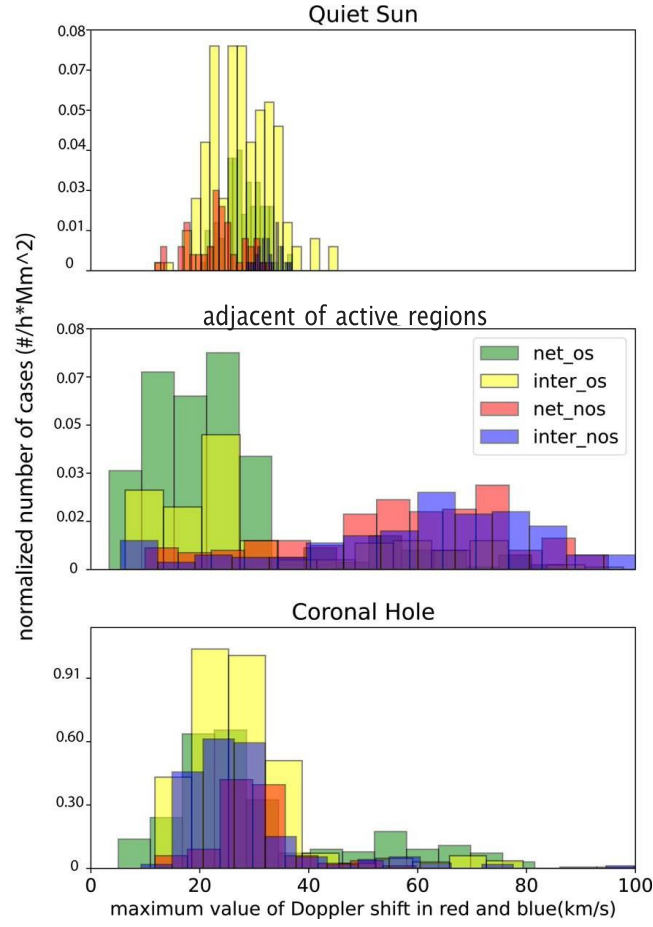 Quiet Sun
0.08
0.07
0.05
0.04
0.03
0.01
0
adjacent of active regions
0.08
0.07
0.05
0.03
0.02
0
net_os
inter_os
net_nos
inter_nos
normalized number of cases (#/h*Mm^2)
Coronal Hole
0.91
0.60
0.30
0
0 20 40 60 80 100
maximum value of Doppler shift in red and blue(km/s)